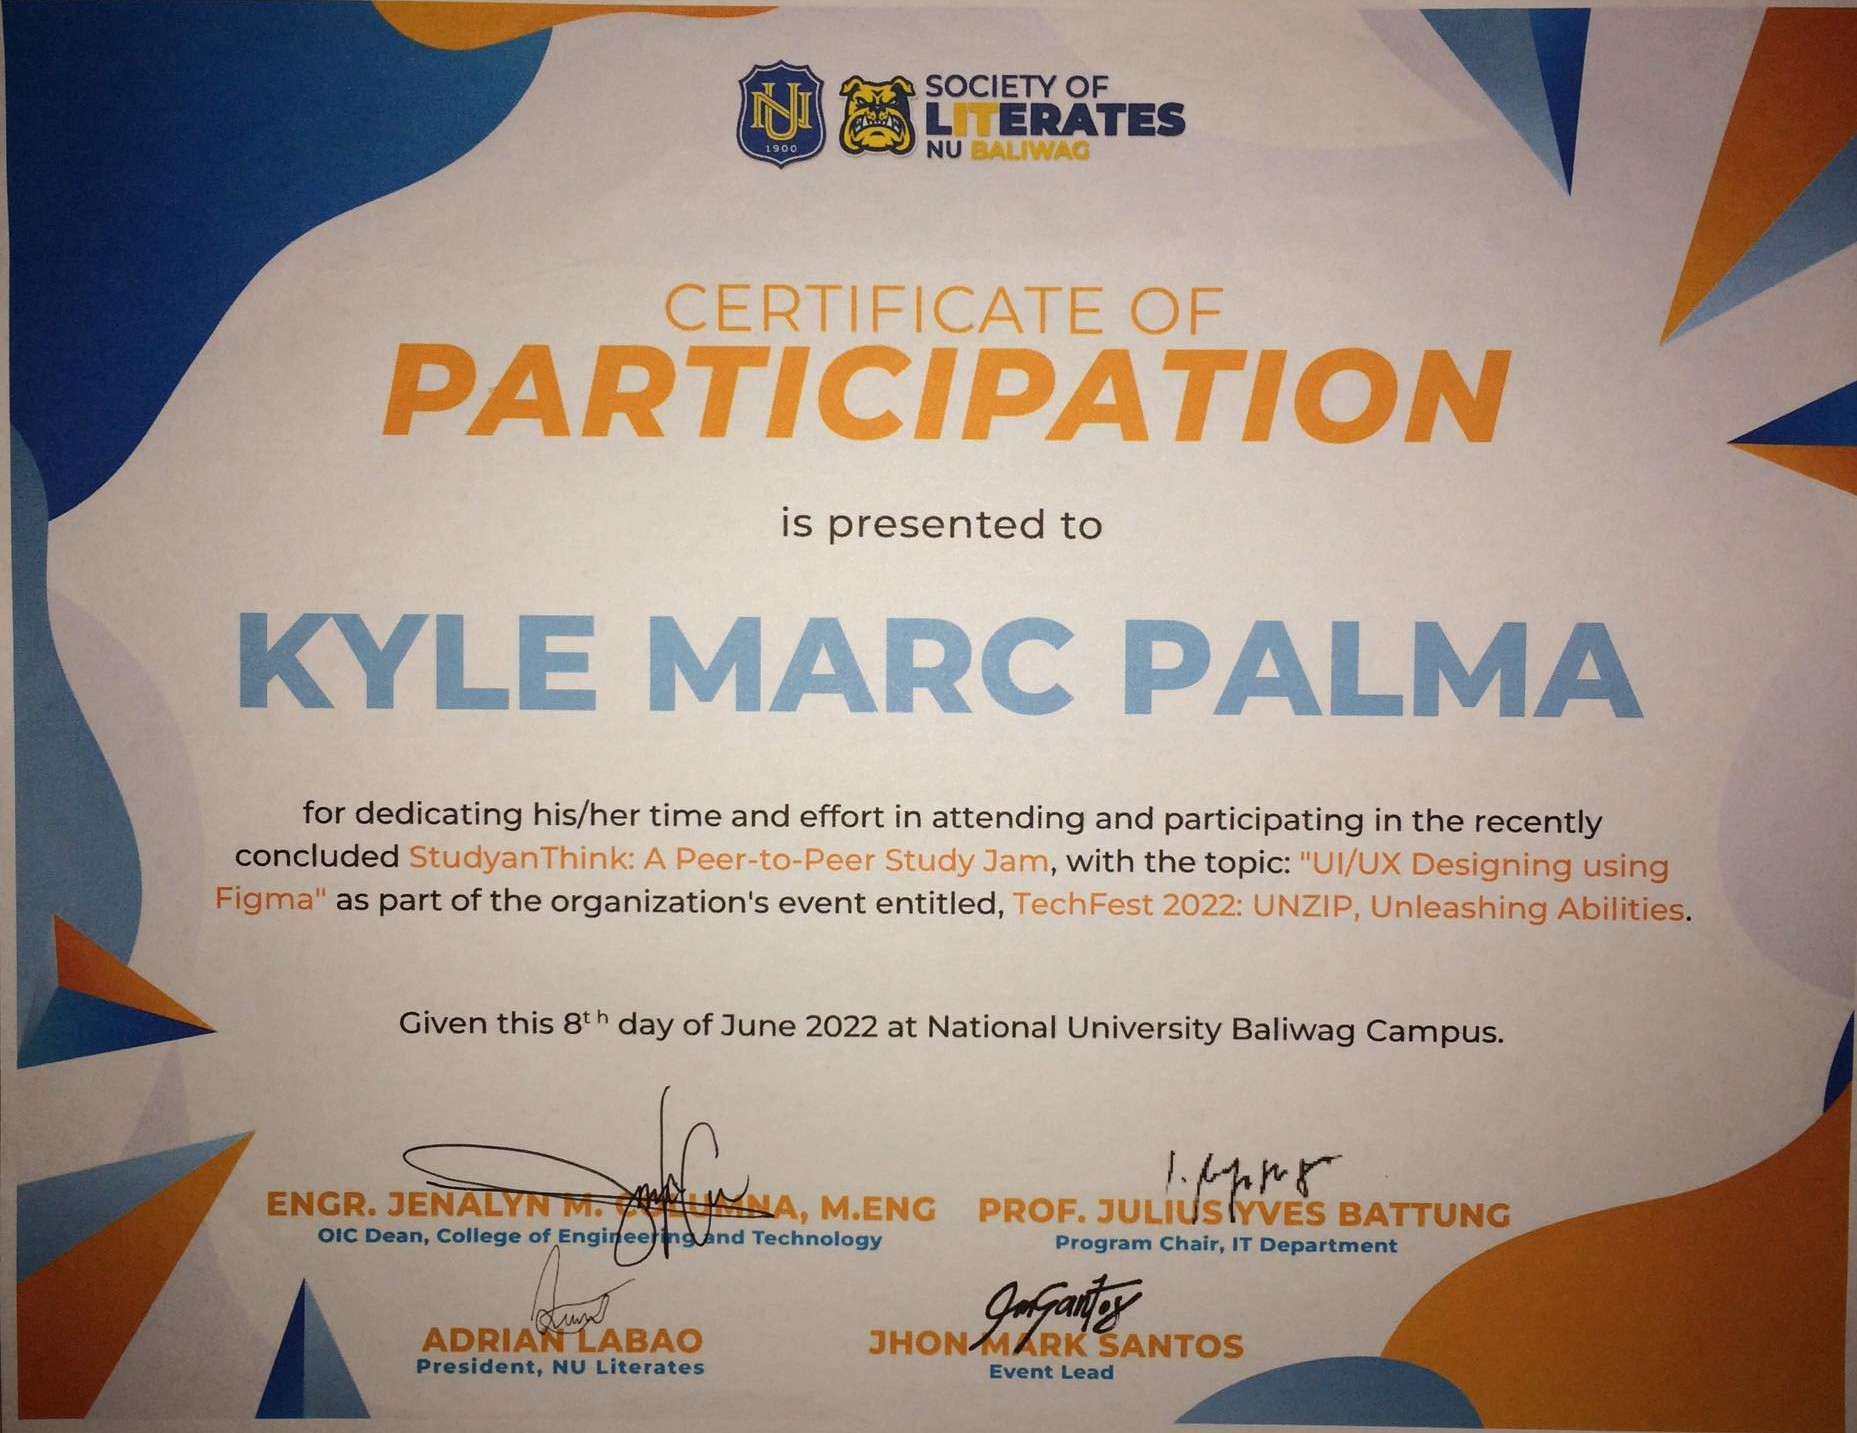 NU
1900
SOCIETY OF
LITERATES
NU BALIWAG
CERTIFICATE OF
PARTICIPATION
is presented to
KYLE MARC PALMA
for dedicating his/her time and effort in attending and participating in the recently
concluded StudyanThink: A Peer-to-Peer Study Jam, with the topic: "UI/UX Designing using
Figma" as part of the organization's event entitled, TechFest 2022: UNZIP, Unleashing Abilities.
Given this 8th day of June 2022 at National University Baliwag Campus.
ENGR. JENALYN M. COLUMNA, M.ENG
OIC Dean, College of Engineering and Technology
PROF. JULIUS YVES BATTUNG
Program Chair, IT Department
ADRIAN LABAO
President, NU Literates
JHON MARK SANTOS
Event Lead